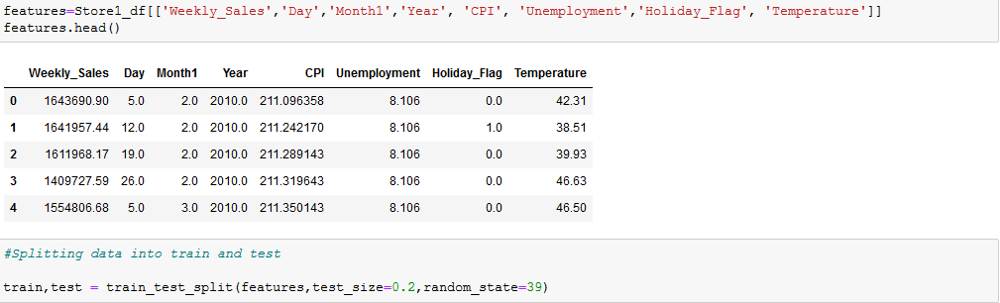 features=Store1_df[['Weekly_Sales','Day','Month1','Year', 'CPI', 'Unemployment','Holiday_Flag', 'Temperature']]
features.head()
Weekly_Sales Day Month1 Year CPI Unemployment Holiday_Flag Temperature
0 1643690.90 5.0 2.0 2010.0 211.096358 8.106 0.0 42.31
1 1641957.44 12.0 2.0 2010.0 211.242170 8.106 1.0 38.51
2 1611968.17 19.0 2.0 2010.0 211.289143 8.106 0.0 39.93
3 1409727.59 26.0 2.0 2010.0 211.319643 8.106 0.0 46.63
4 1554806.68 5.0 3.0 2010.0 211.350143 8.106 0.0 46.50
#Splitting data into train and test
train,test = train_test_split(features,test_size=0.2,random_state=39)